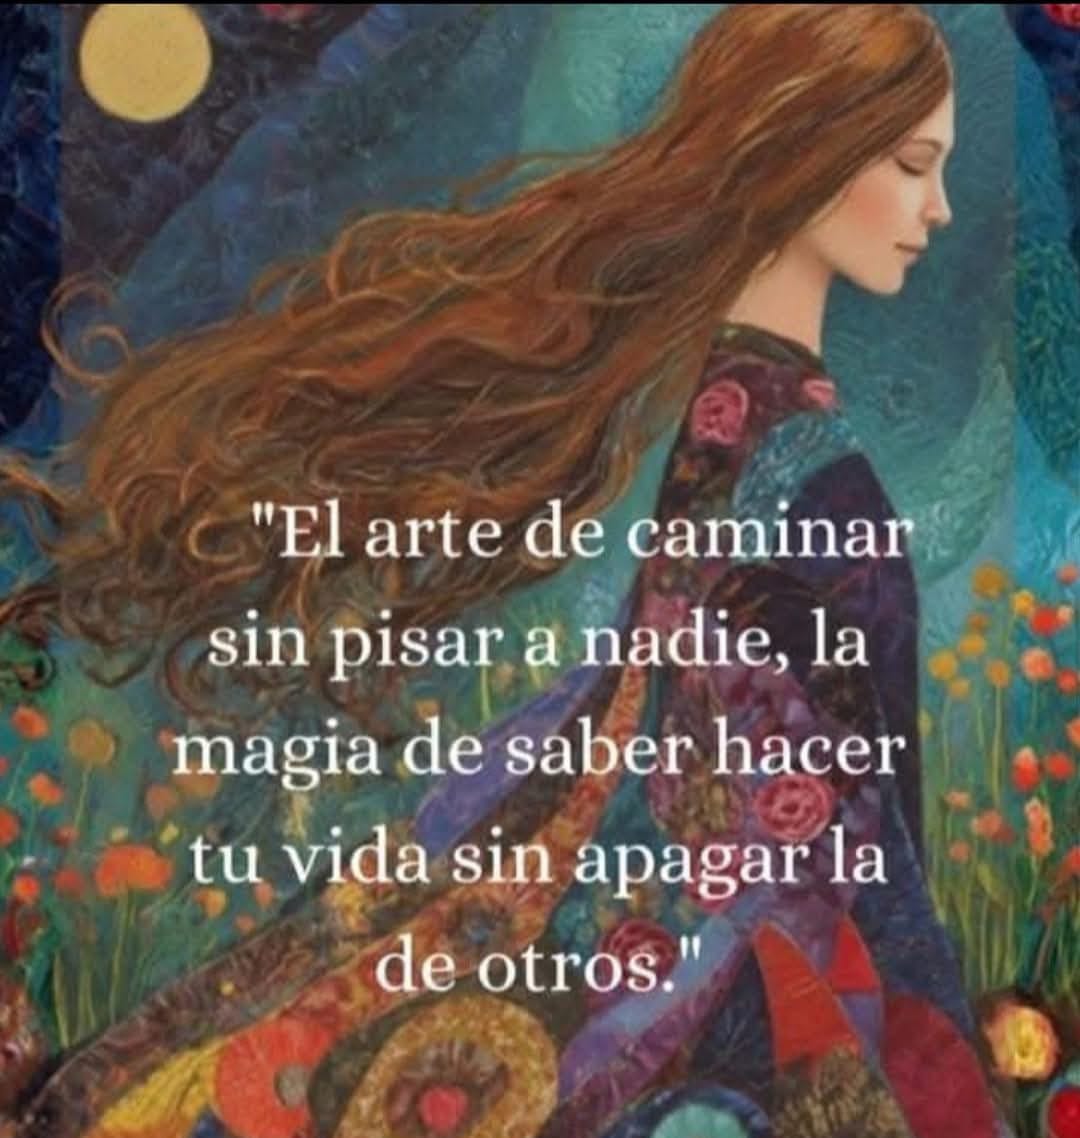 "El arte de caminar
sin pisar a nadie, la
magia de saber hacer
tu vida sin apagar la
de otros."